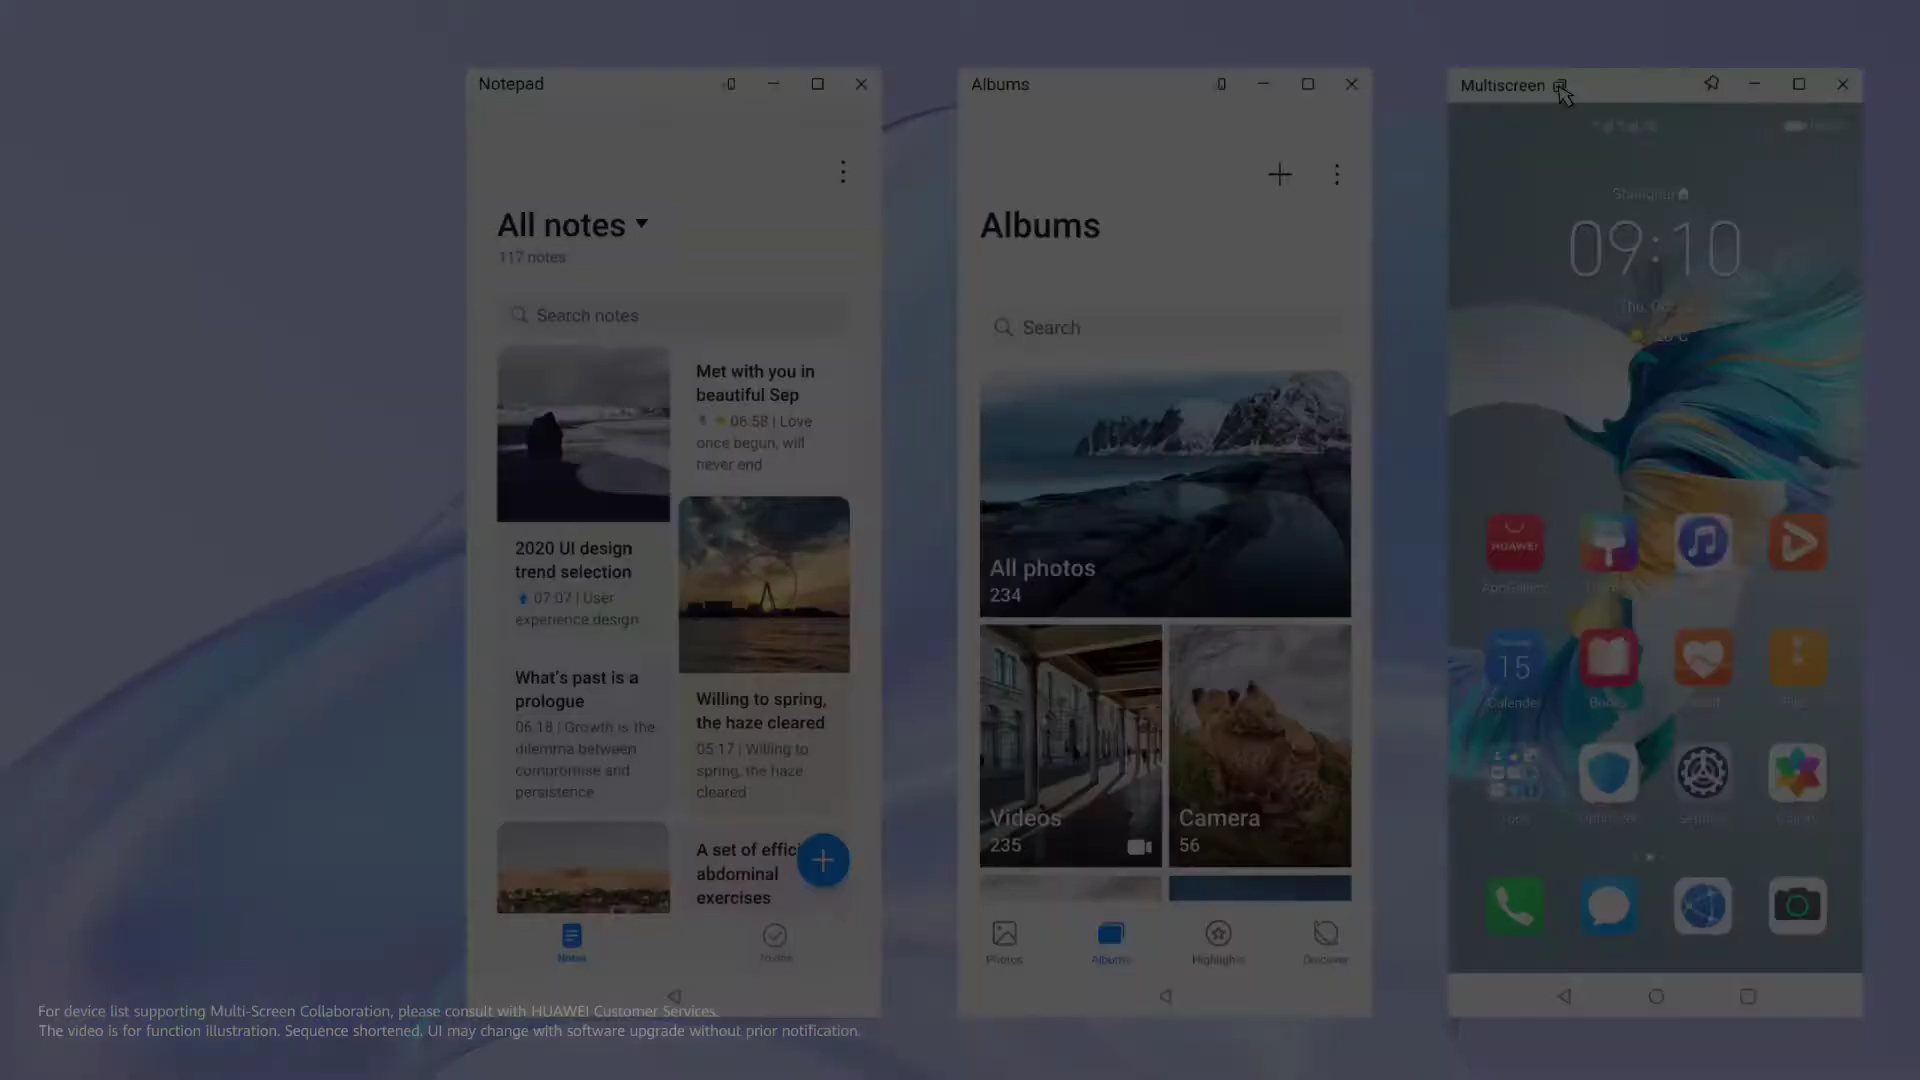 Notepad
All notes
117 notes
Search notes
Met with you in
beautiful Sep
06:58 | Love
once begun, will
never end
2020 UI design
trend selection
07:07 | User
experience design
What's past is a
prologue
06:18 | Growth is the
dilemma between
compromise and
persistence
Willing to spring,
the haze cleared
05:17 | Willing to
spring, the haze
cleared
A set of effic
abdominal
exercises
Notes
Albums
Albums
Search
All photos
234
Videos
235
Camera
56
Photos
Albums
Highlights
Discover
Multiscreen
Shanghai
09:10
HUAWEI
AppGallery
15
Calendar
Books
For device list supporting Multi-Screen Collaboration, please consult with HUAWEI Customer Services.
The video is for function illustration. Sequence shortened. UI may change with software upgrade without prior notification.